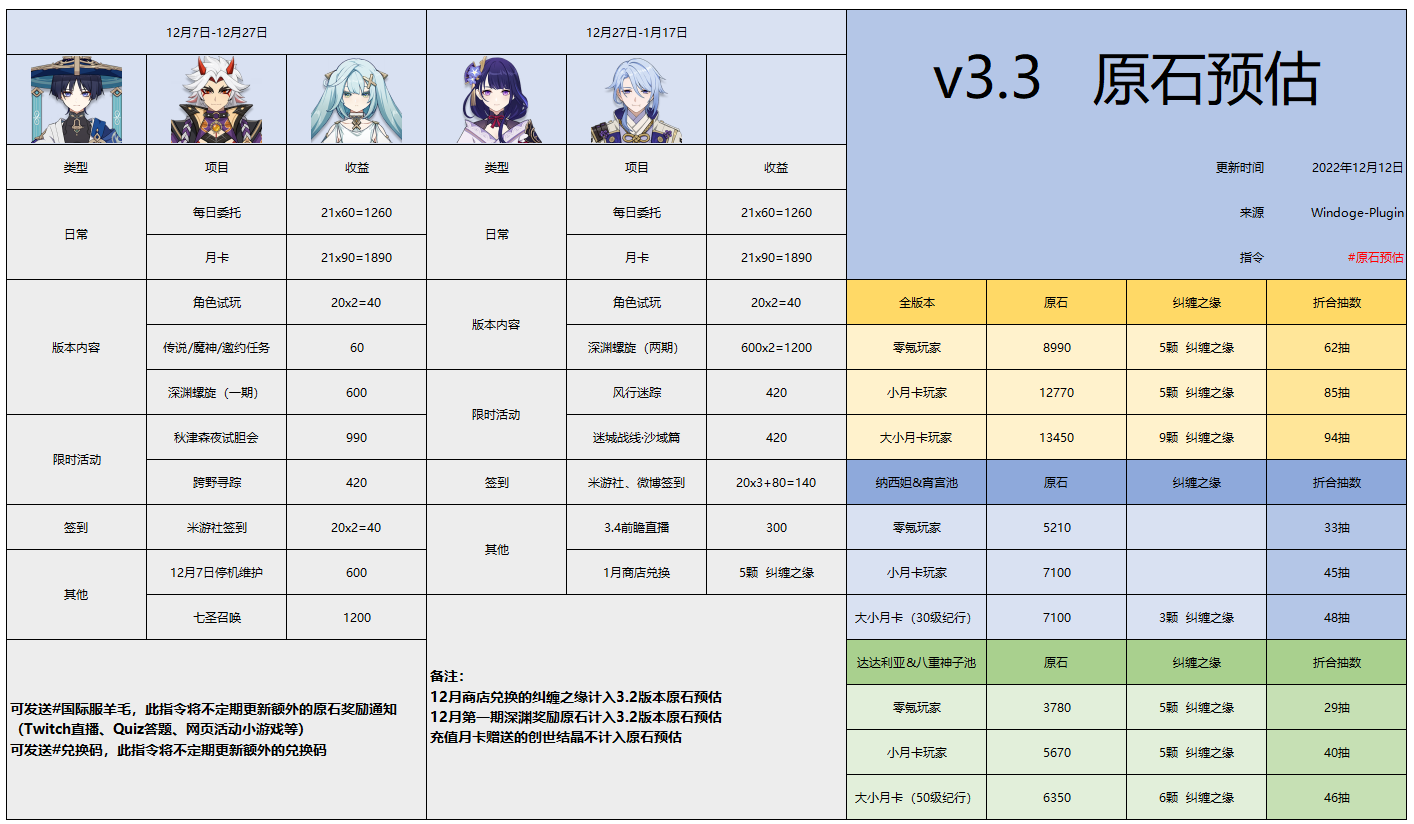 12月7日-12月27日
类型 项目 收益
日常 每日委托 21x60=1260
月卡 21x90=1890
版本内容 角色试玩 20x2=40
传说/魔神/邀约任务 60
深渊螺旋（一期） 600
限时活动 秋津森夜试胆会 990
跨野寻踪 420
签到 米游社签到 20x2=40
其他 12月7日停机维护 600
七圣召唤 1200
可发送#国际服羊毛，此指令将不定期更新额外的原石奖励通知
（Twitch直播、Quiz答题、网页活动小游戏等）
可发送#兑换码，此指令将不定期更新额外的兑换码
12月27日-1月17日
类型 项目 收益
日常 每日委托 21x60=1260
月卡 21x90=1890
版本内容 角色试玩 20x2=40
深渊螺旋（两期） 600x2=1200
限时活动 风行迷踪 420
迷城战线·沙域篇 420
签到 米游社、微博签到 20x3+80=140
其他 3.4前瞻直播 300
1月商店兑换 5颗 纠缠之缘
备注：
12月商店兑换的纠缠之缘计入3.2版本原石预估
12月第一期深渊奖励原石计入3.2版本原石预估
充值月卡赠送的创世结晶不计入原石预估
v3.3 原石预估
更新时间 2022年12月12日
来源 Windoge-Plugin
指令 #原石预估
全版本 原石 纠缠之缘 折合抽数
零氪玩家 8990 5颗 纠缠之缘 62抽
小月卡玩家 12770 5颗 纠缠之缘 85抽
大小月卡玩家 13450 9颗 纠缠之缘 94抽
纳西妲&宵宫池 原石 纠缠之缘 折合抽数
零氪玩家 5210 33抽
小月卡玩家 7100 45抽
大小月卡（30级纪行） 7100 3颗 纠缠之缘 48抽
达达利亚&八重神子池 原石 纠缠之缘 折合抽数
零氪玩家 3780 5颗 纠缠之缘 29抽
小月卡玩家 5670 5颗 纠缠之缘 40抽
大小月卡（50级纪行） 6350 6颗 纠缠之缘 46抽